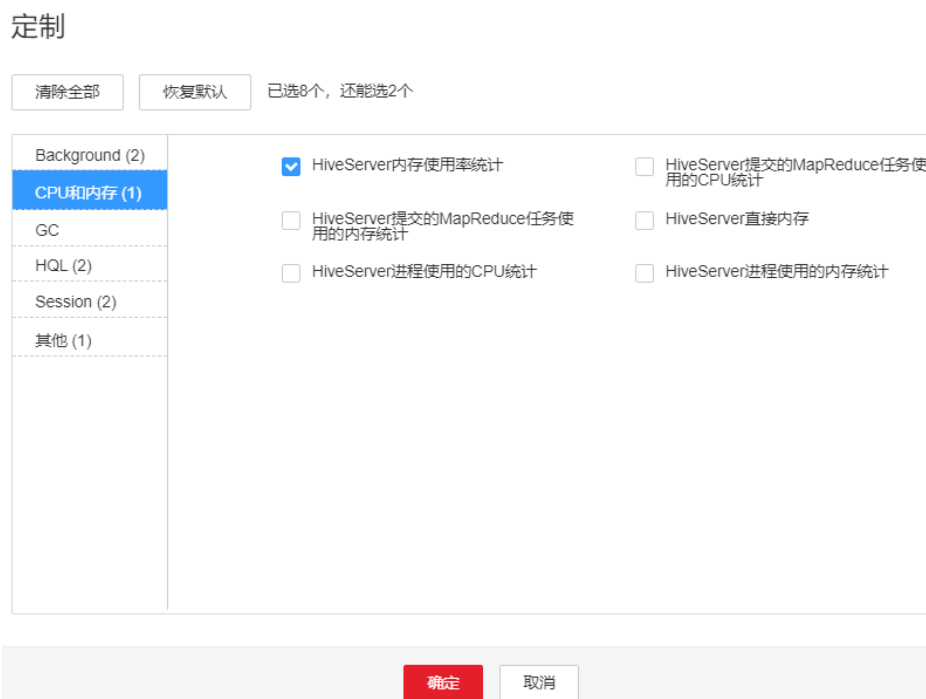 定制
清除全部
恢复默认
已选8个，还能选2个
Background (2)
CPU和内存 (1)
GC
HQL (2)
Session (2)
其他 (1)
HiveServer内存使用率统计
HiveServer提交的MapReduce任务使
用的CPU统计
HiveServer提交的MapReduce任务使
用的内存统计
HiveServer直接内存
HiveServer进程使用的CPU统计
HiveServer进程使用的内存统计
确定
取消